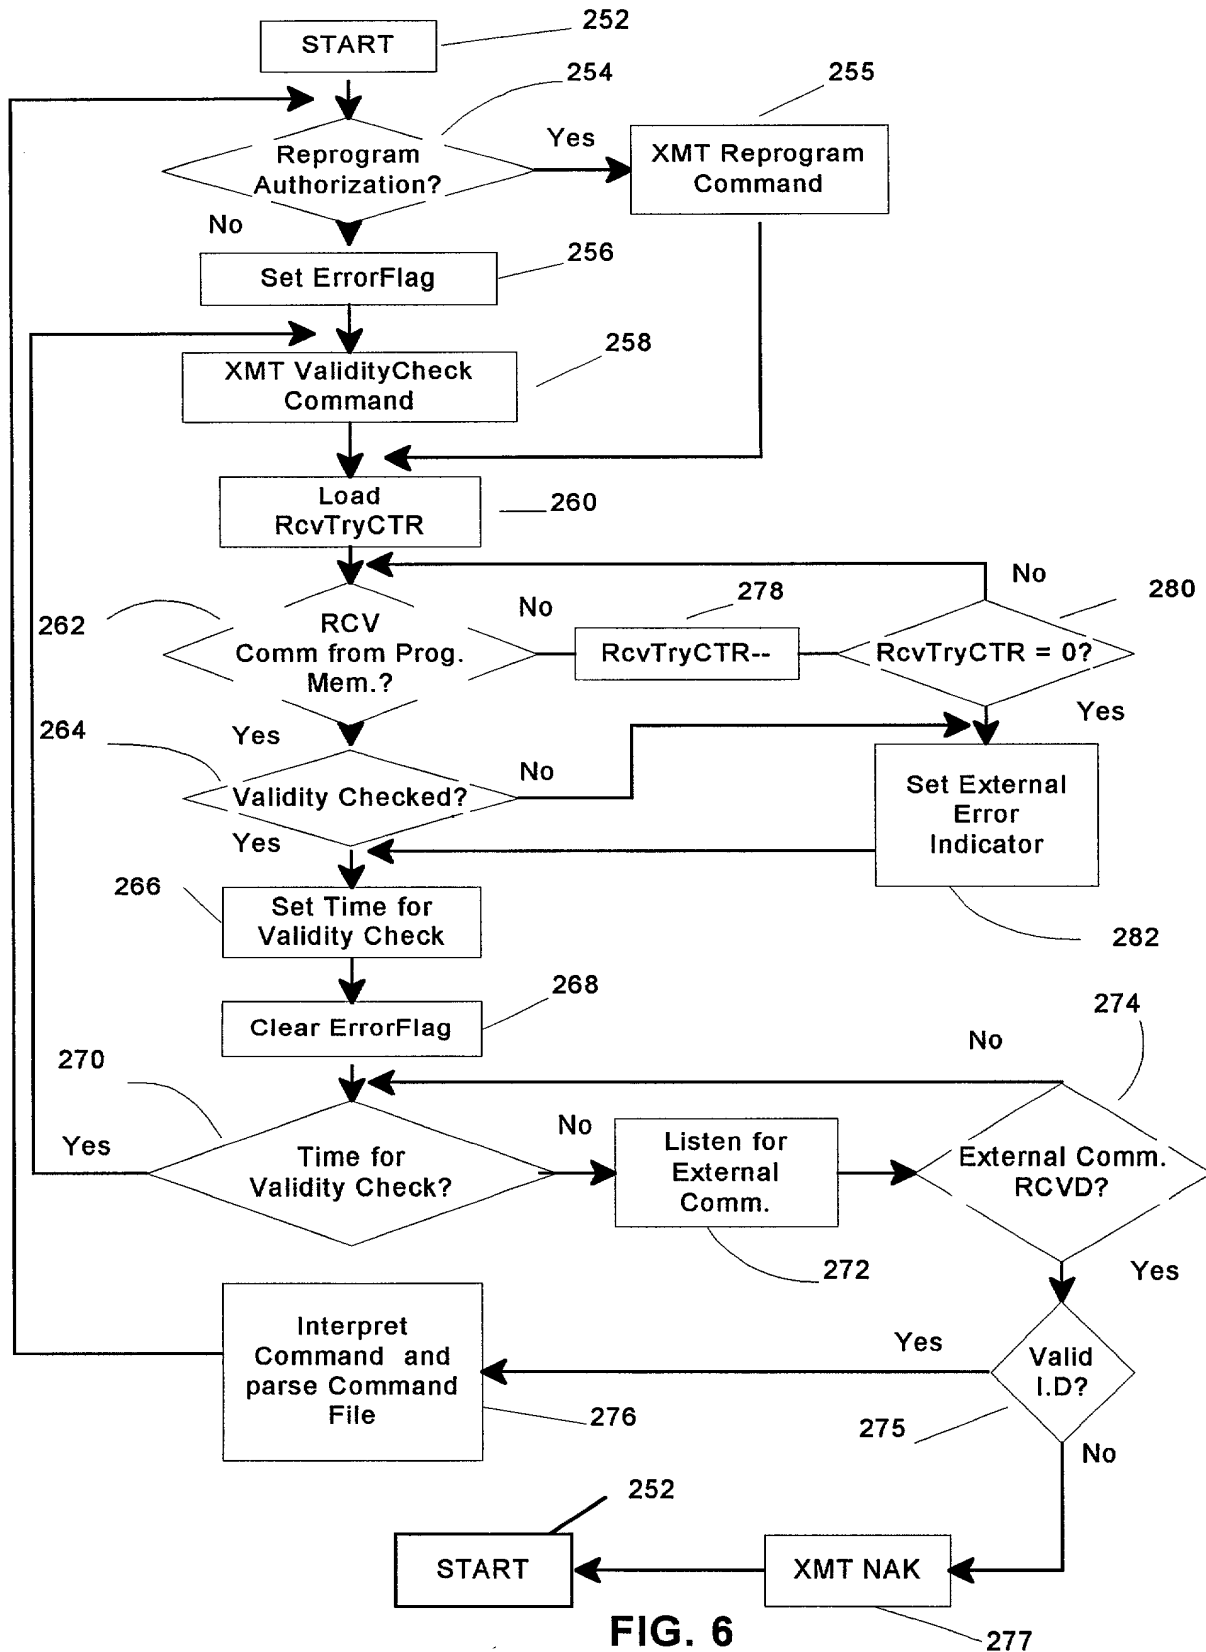 START
252
254
255
Reprogram
Authorization?
Yes
XMT Reprogram
Command
No
Set ErrorFlag
256
XMT ValidityCheck
Command
258
Load
RcvTryCTR
260
262
RCV
Comm from Prog.
Mem.?
No
278
RcvTryCTR--
No
280
RcvTryCTR = 0?
Yes
Yes
264
Validity Checked?
No
Set External
Error
Indicator
Yes
266
Set Time for
Validity Check
282
Clear ErrorFlag
268
274
No
270
Yes
Time for
Validity Check?
No
Listen for
External
Comm.
External Comm.
RCVD?
272
Yes
Interpret
Command and
parse Command
File
Yes
Valid
I.D?
276
275
No
252
START
XMT NAK
277
FIG. 6